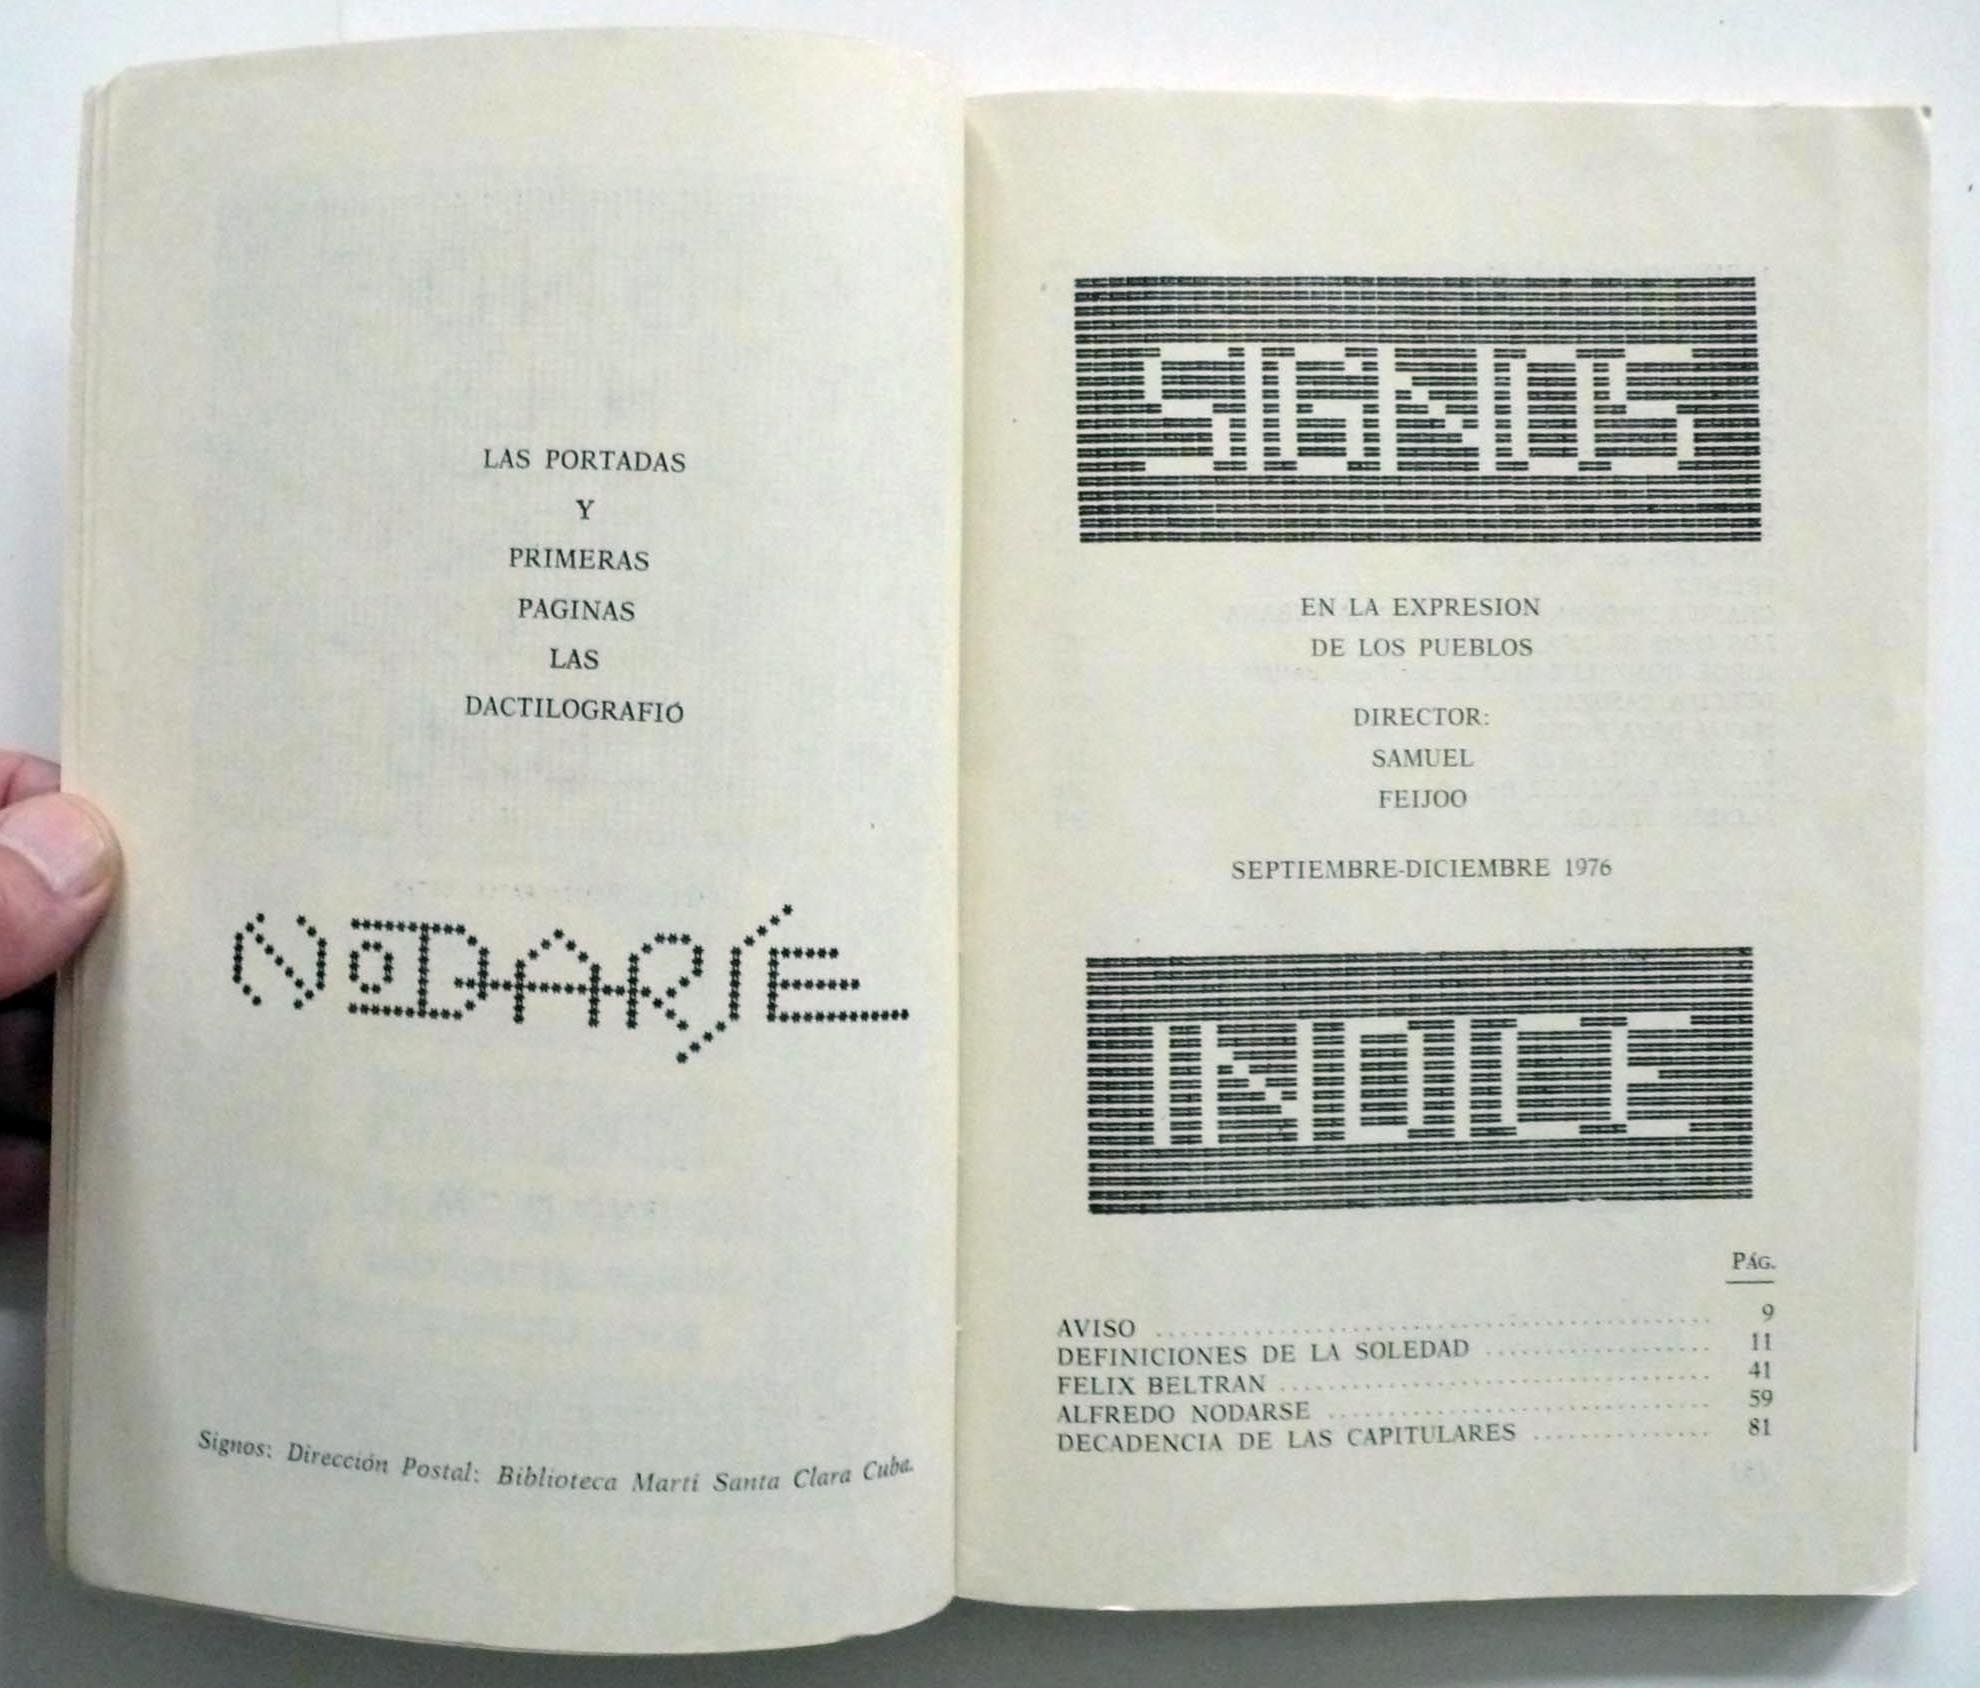 LAS PORTADAS
Y
PRIMERAS
PAGINAS
LAS
DACTILOGRAFIÓ
NODARSE
Signos: Dirección Postal: Biblioteca Martí Santa Clara Cuba.
SIGNOS
EN LA EXPRESION
DE LOS PUEBLOS
DIRECTOR:
SAMUEL
FEIJOO
SEPTIEMBRE-DICIEMBRE 1976
INDICE
PÁG.
AVISO .......... 9
DEFINICIONES DE LA SOLEDAD .......... 11
FELIX BELTRAN .......... 41
ALFREDO NODARSE .......... 59
DECADENCIA DE LAS CAPITULARES .......... 81